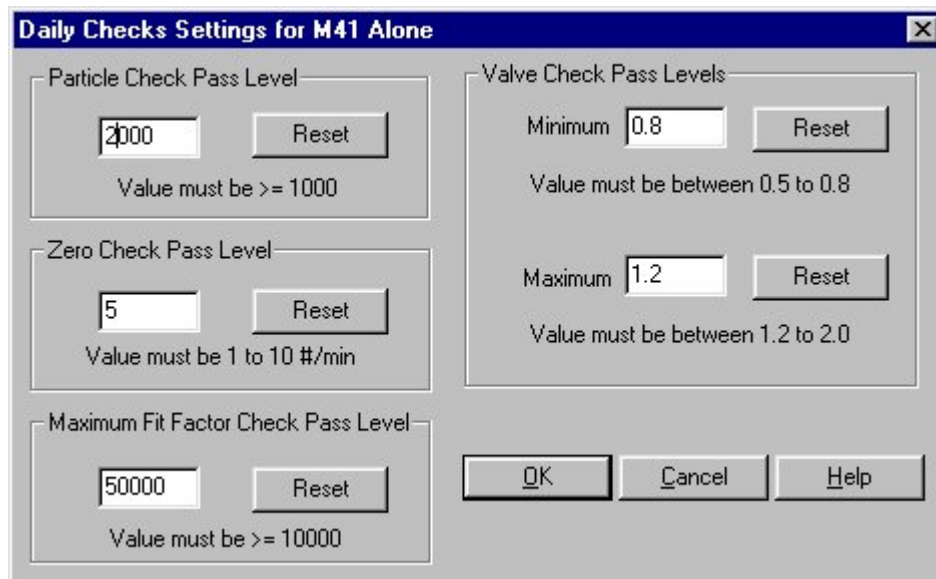 Daily Checks Settings for M41 Alone
Particle Check Pass Level
2000 Reset
Value must be >= 1000
Zero Check Pass Level
5 Reset
Value must be 1 to 10 #/min
Maximum Fit Factor Check Pass Level
50000 Reset
Value must be >= 10000
Valve Check Pass Levels
Minimum 0.8 Reset
Value must be between 0.5 to 0.8
Maximum 1.2 Reset
Value must be between 1.2 to 2.0
OK Cancel Help